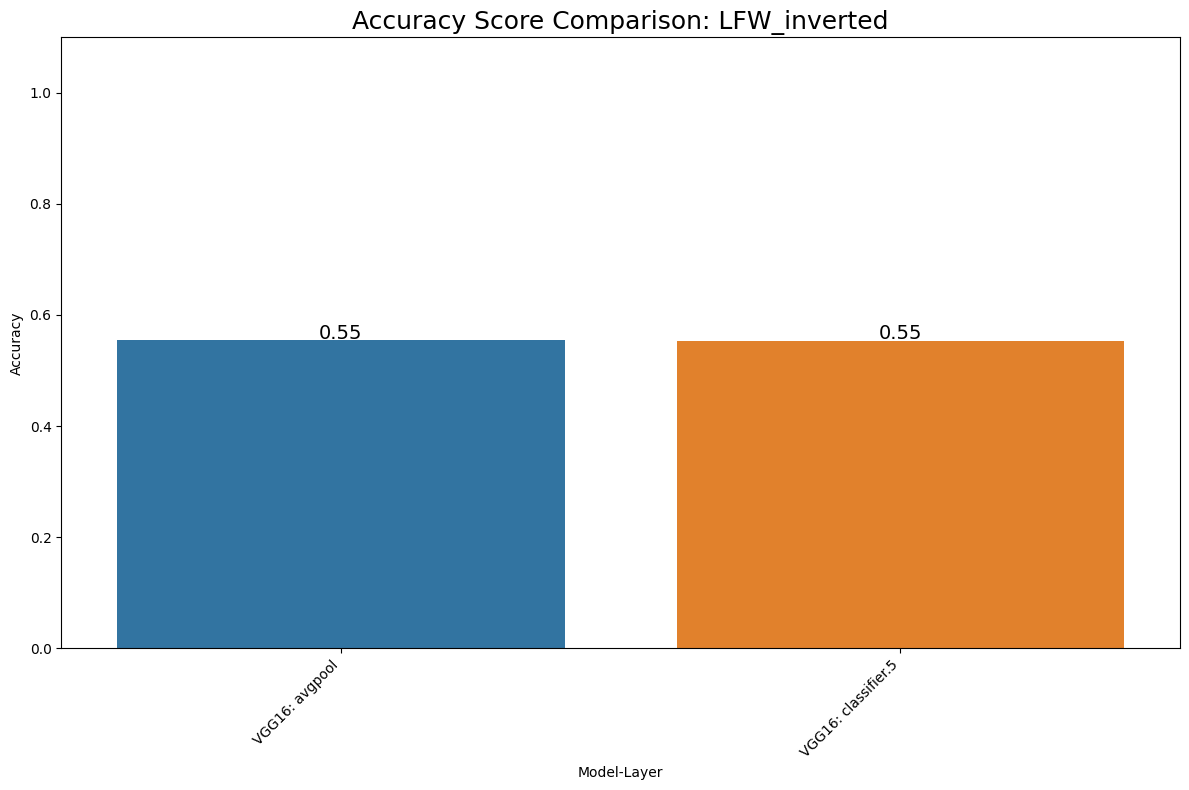 Accuracy Score Comparison: LFW_inverted
Accuracy
1.0
0.8
0.6
0.4
0.2
0.0
0.55
0.55
VGG16: avgpool
VGG16: classifier.5
Model-Layer